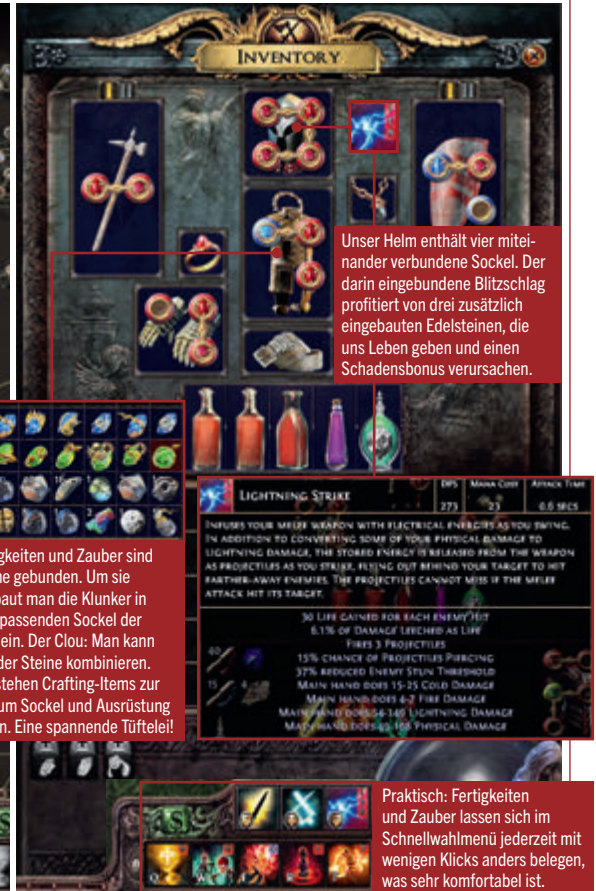 INVENTORY
Unser Helm enthält vier mitei-
nander verbundene Sockel. Der
darin eingebundene Blitzschlag
profitiert von drei zusätzlich
eingebauten Edelsteinen, die
uns Leben geben und einen
Schadensbonus verursachen.
LIGHTNING STRIKE
DPS
273
MANA COST
23
ATTACK TIME
0.6 SECS
INFUSES YOUR MELEE WEAPON WITH ELECTRICAL ENERGIES AS YOU SWING.
IN ADDITION TO CONVERTING SOME OF YOUR PHYSICAL DAMAGE TO
LIGHTNING DAMAGE, THE STORED ENERGY IS RELEASED FROM THE WEAPON
AS PROJECTILES AS YOU STRIKE, FLYING OUT BEHIND YOUR TARGET TO HIT
FARTHER-AWAY ENEMIES. THE PROJECTILES CANNOT MISS IF THE MELEE
ATTACK HIT ITS TARGET.
30 LIFE GAINED FOR EACH ENEMY HIT
6.1% OF DAMAGE LEECHED AS LIFE
FIRES 3 PROJECTILES
15% CHANCE OF PROJECTILES PIERCING
37% REDUCED ENEMY STUN THRESHOLD
MAIN HAND DOES 15-25 COLD DAMAGE
MAIN HAND DOES 4-7 FIRE DAMAGE
MAIN HAND DOES LIGHTNING DAMAGE
MAIN HAND DOES PHYSICAL DAMAGE
gkeiten und Zauber sind
ne gebunden. Um sie
baut man die Klunker in
passenden Sockel der
ein. Der Clou: Man kann
der Steine kombinieren.
stehen Crafting-Items zur
um Sockel und Ausrüstung
n. Eine spannende Tüftelei!
Praktisch: Fertigkeiten
und Zauber lassen sich im
Schnellwahlmenü jederzeit mit
wenigen Klicks anders belegen,
was sehr komfortabel ist.